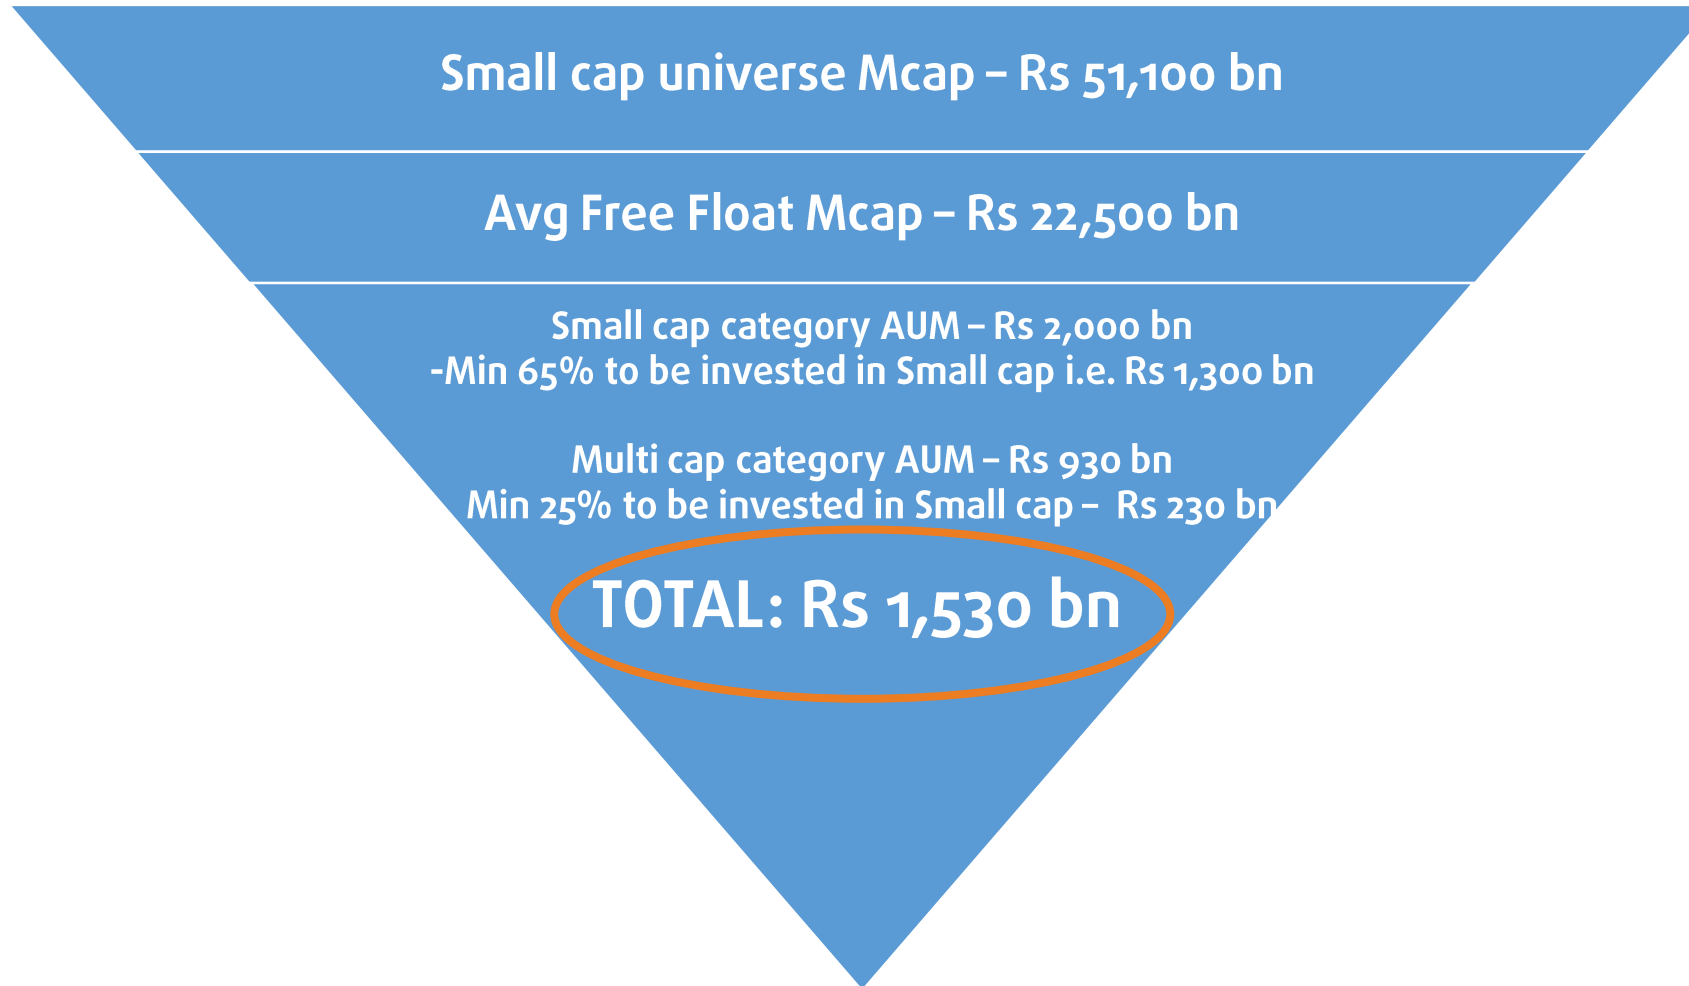 Small cap universe Mcap – Rs 51,100 bn
Avg Free Float Mcap – Rs 22,500 bn
Small cap category AUM – Rs 2,000 bn
-Min 65% to be invested in Small cap i.e. Rs 1,300 bn
Multi cap category AUM – Rs 930 bn
Min 25% to be invested in Small cap – Rs 230 bn
TOTAL: Rs 1,530 bn